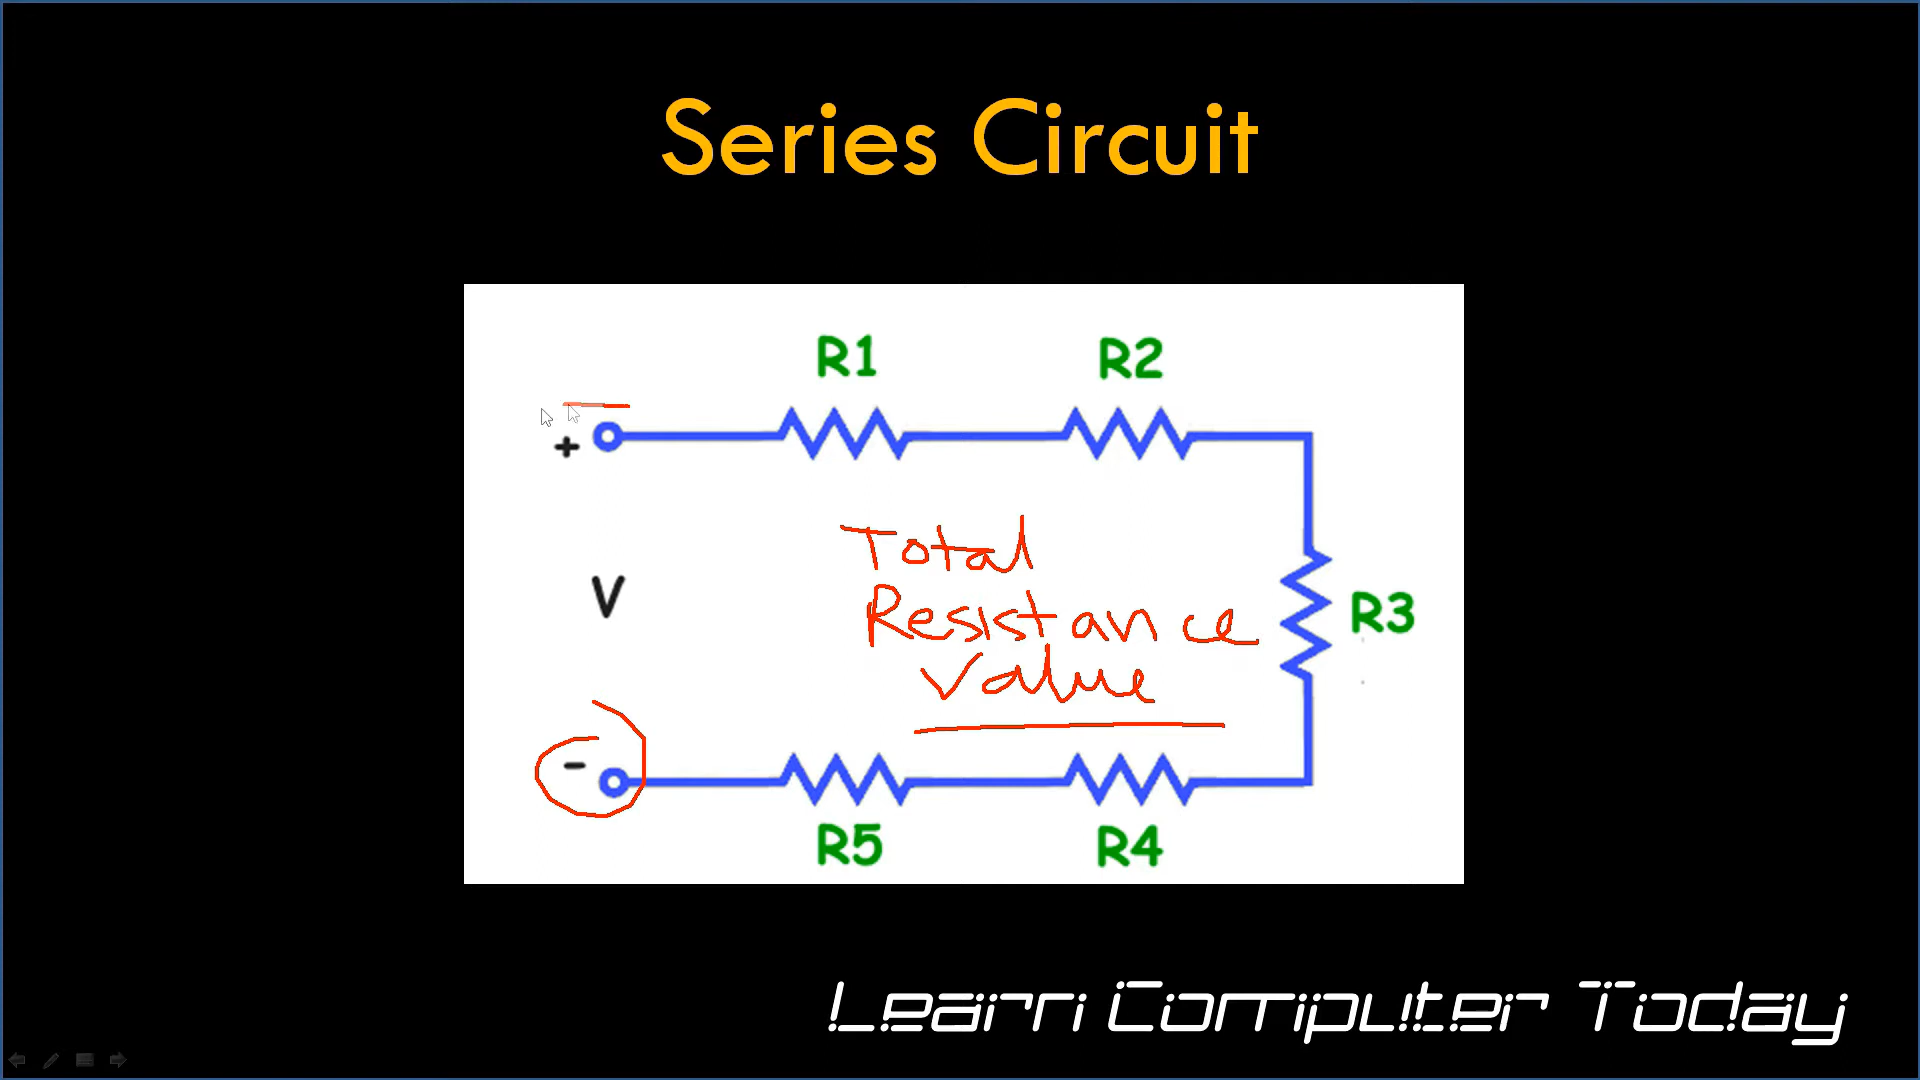 Series Circuit
R1 R2
+
Total
V
Resistance
R3
Value
-
R5 R4
Learn Computer Today